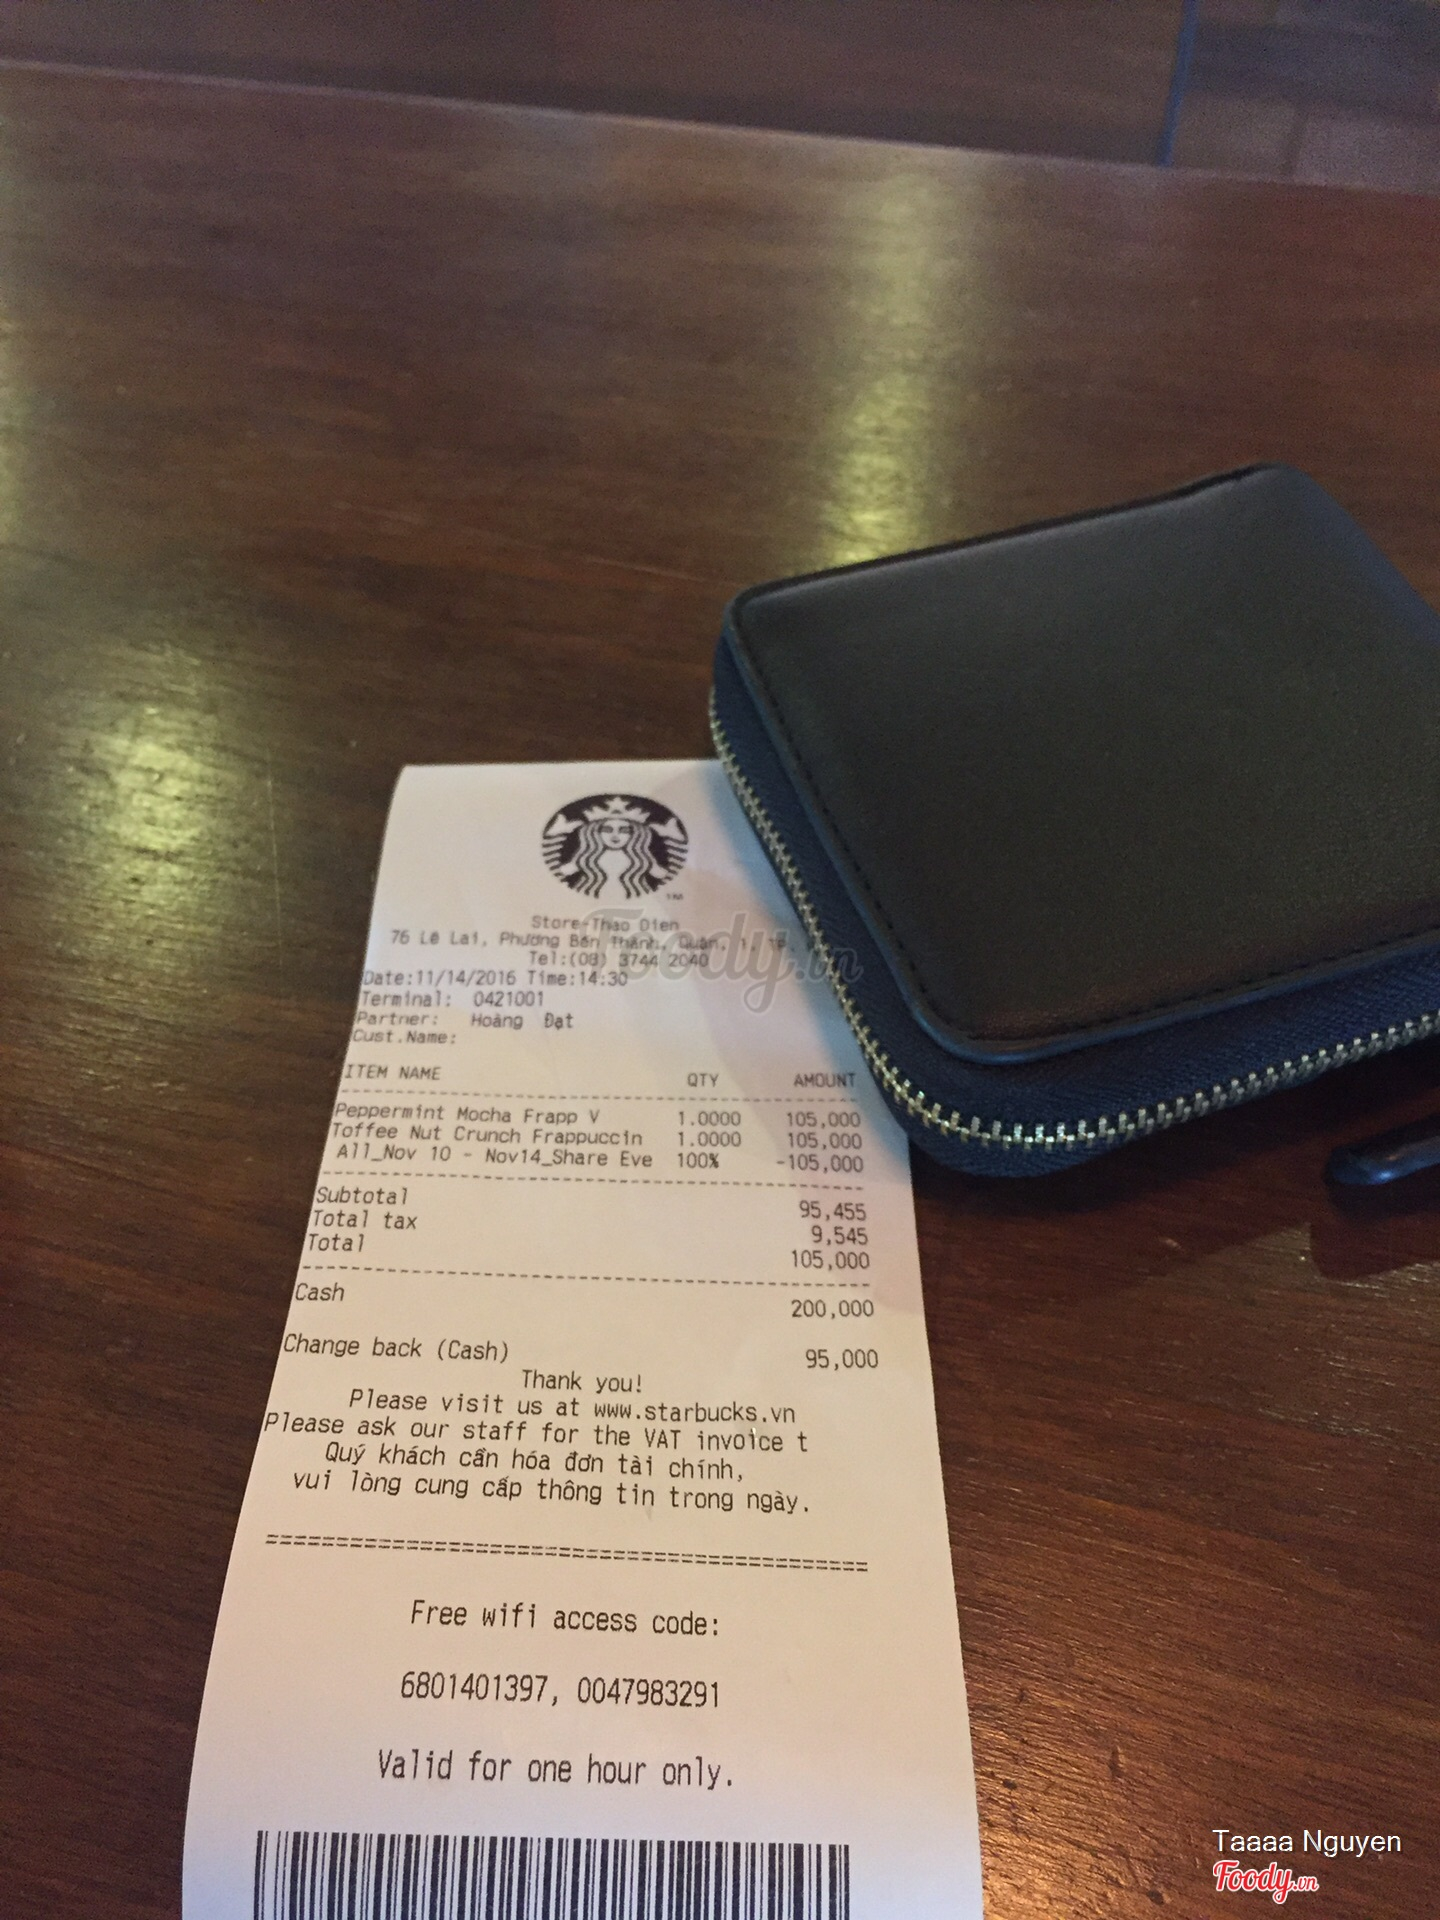 TM
Store-Thao Dien
76 Lê Lai, Phường Bến Thành, Quận, 1, TP.
Tel:(08) 3744 2040
Date:11/14/2016 Time:14:30
Terminal: 0421001
Partner: Hoàng Đạt
Cust.Name:
ITEM NAME QTY AMOUNT
Peppermint Mocha Frapp V 1.0000 105,000
Toffee Nut Crunch Frappuccin 1.0000 105,000
All_Nov 10 - Nov14_Share Eve 100% -105,000
Subtotal 95,455
Total tax 9,545
Total 105,000
Cash 200,000
Change back (Cash) 95,000
Thank you!
Please visit us at www.starbucks.vn
Please ask our staff for the VAT invoice t
Quý khách cần hóa đơn tài chính,
vui lòng cung cấp thông tin trong ngày.
Free wifi access code:
6801401397, 0047983291
Valid for one hour only.
Foody.vn
Taaaa Nguyen
Foody.vn